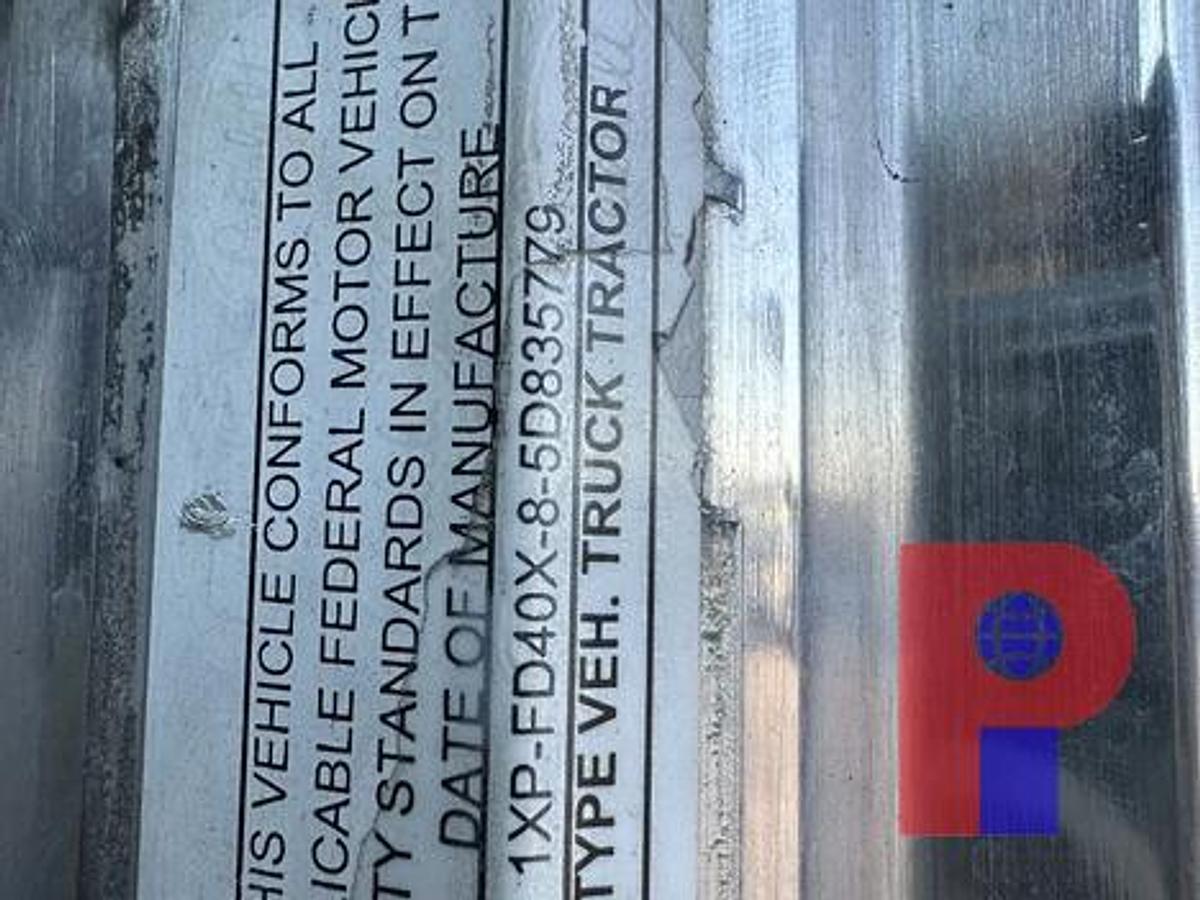 HIS VEHICLE CONFORMS TO ALL
ICABLE FEDERAL MOTOR VEHIC
TY STANDARDS IN EFFECT ON T
DATE OF MANUFACTURE
1XP-FD40X-8-5D835779
TYPE VEH. TRUCK TRACTOR